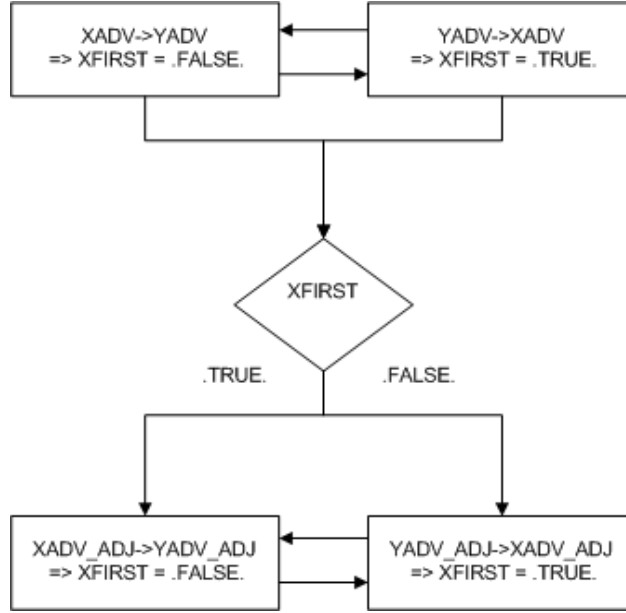 XADV->YADV
=> XFIRST = .FALSE.
YADV->XADV
=> XFIRST = .TRUE.
XFIRST
.TRUE.
.FALSE.
XADV_ADJ->YADV_ADJ
=> XFIRST = .FALSE.
YADV_ADJ->XADV_ADJ
=> XFIRST = .TRUE.